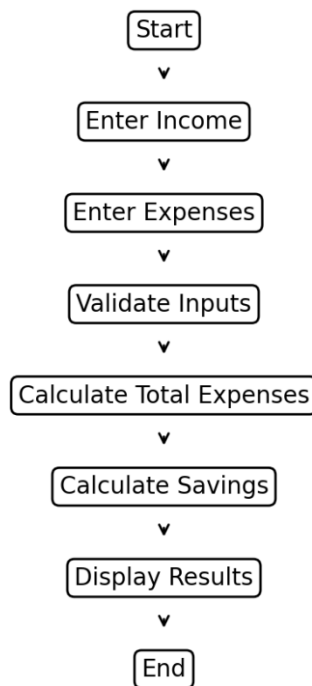 Start
Enter Income
Enter Expenses
Validate Inputs
Calculate Total Expenses
Calculate Savings
Display Results
End